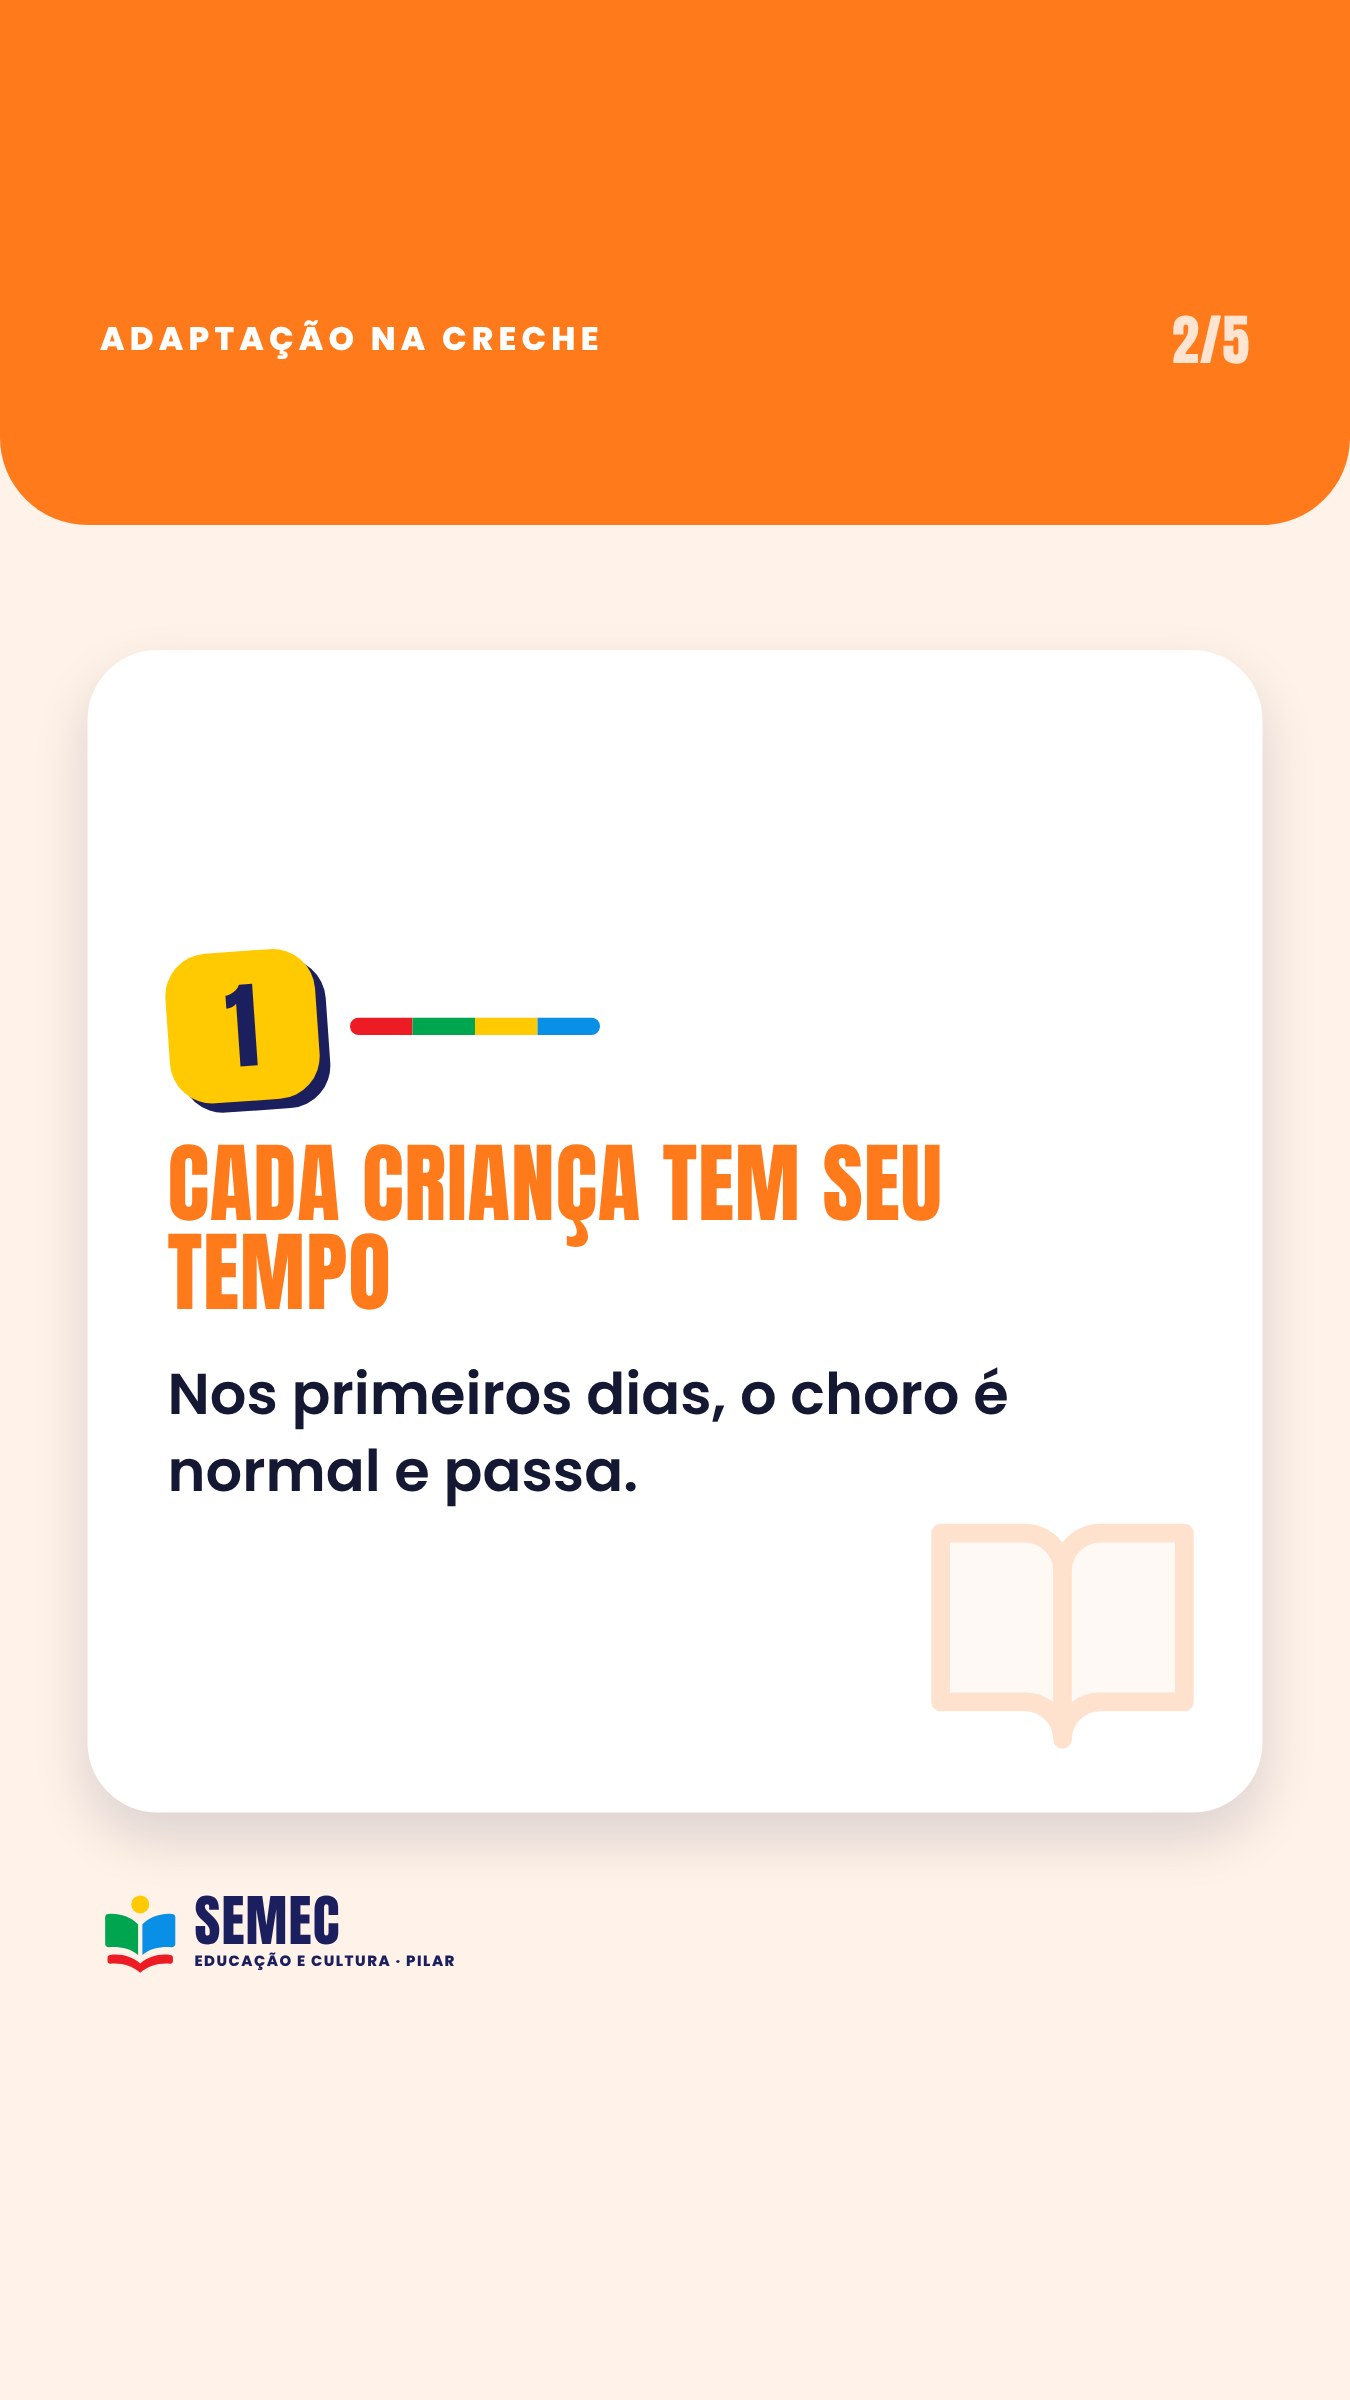 ADAPTAÇÃO NA CRECHE
2/5
1
CADA CRIANÇA TEM SEU
TEMPO
Nos primeiros dias, o choro é
normal e passa.
SEMEC
EDUCAÇÃO E CULTURA · PILAR